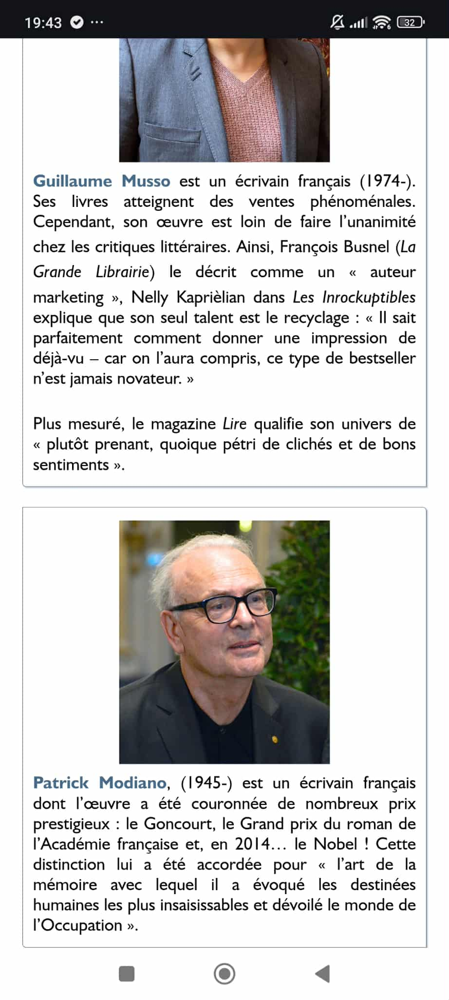 19:43
32
Guillaume Musso est un écrivain français (1974-).
Ses livres atteignent des ventes phénoménales.
Cependant, son œuvre est loin de faire l’unanimité
chez les critiques littéraires. Ainsi, François Busnel (La
Grande Librairie) le décrit comme un « auteur
marketing », Nelly Kaprièlian dans Les Inrockuptibles
explique que son seul talent est le recyclage : « Il sait
parfaitement comment donner une impression de
déjà-vu – car on l’aura compris, ce type de bestseller
n’est jamais novateur. »
Plus mesuré, le magazine Lire qualifie son univers de
« plutôt prenant, quoique pétri de clichés et de bons
sentiments ».
Patrick Modiano, (1945-) est un écrivain français
dont l’œuvre a été couronnée de nombreux prix
prestigieux : le Goncourt, le Grand prix du roman de
l’Académie française et, en 2014… le Nobel ! Cette
distinction lui a été accordée pour « l’art de la
mémoire avec lequel il a évoqué les destinées
humaines les plus insaisissables et dévoilé le monde de
l’Occupation ».